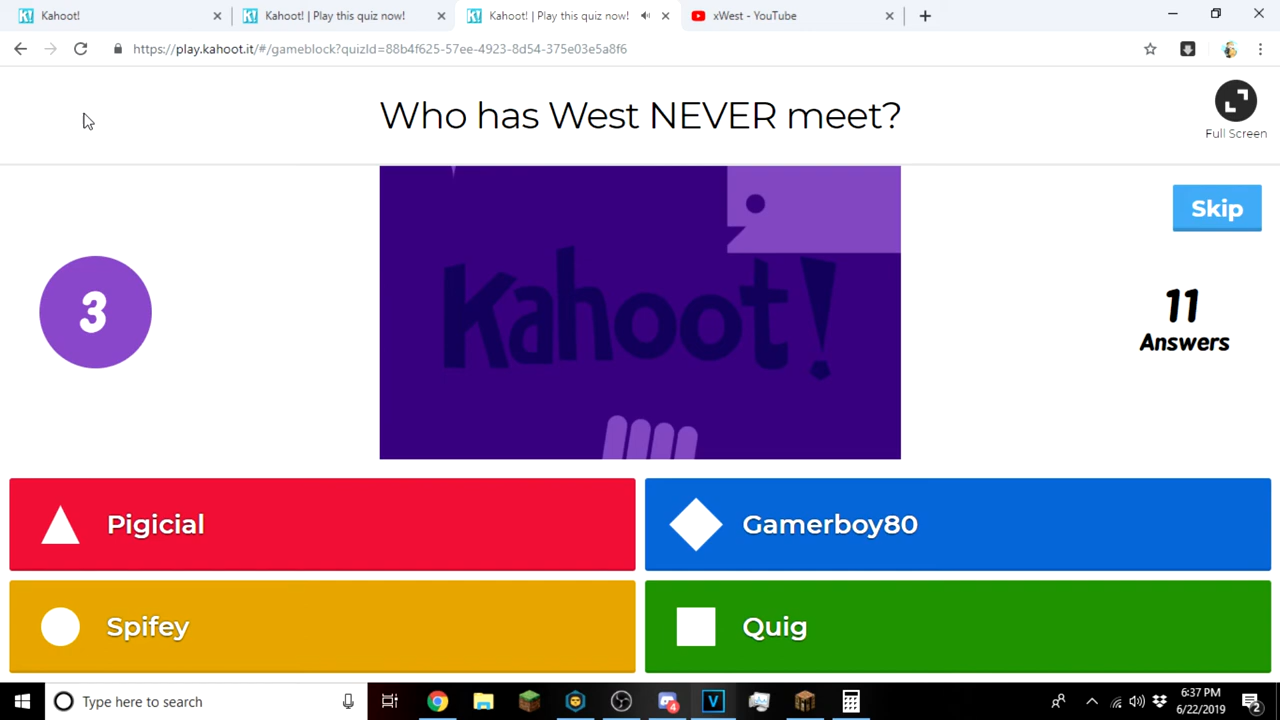 Kahoot!
Kahoot! | Play this quiz now!
Kahoot! | Play this quiz now!
xWest - YouTube
https://play.kahoot.it/#/gameblock?quizId=88b4f625-57ee-4923-8d54-375e03e5a8f6
Who has West NEVER meet?
Full Screen
Skip
3
Kahoot!
11
Answers
Pigicial
Gamerboy80
Spifey
Quig
Type here to search
4
V
6:37 PM
6/22/2019
2